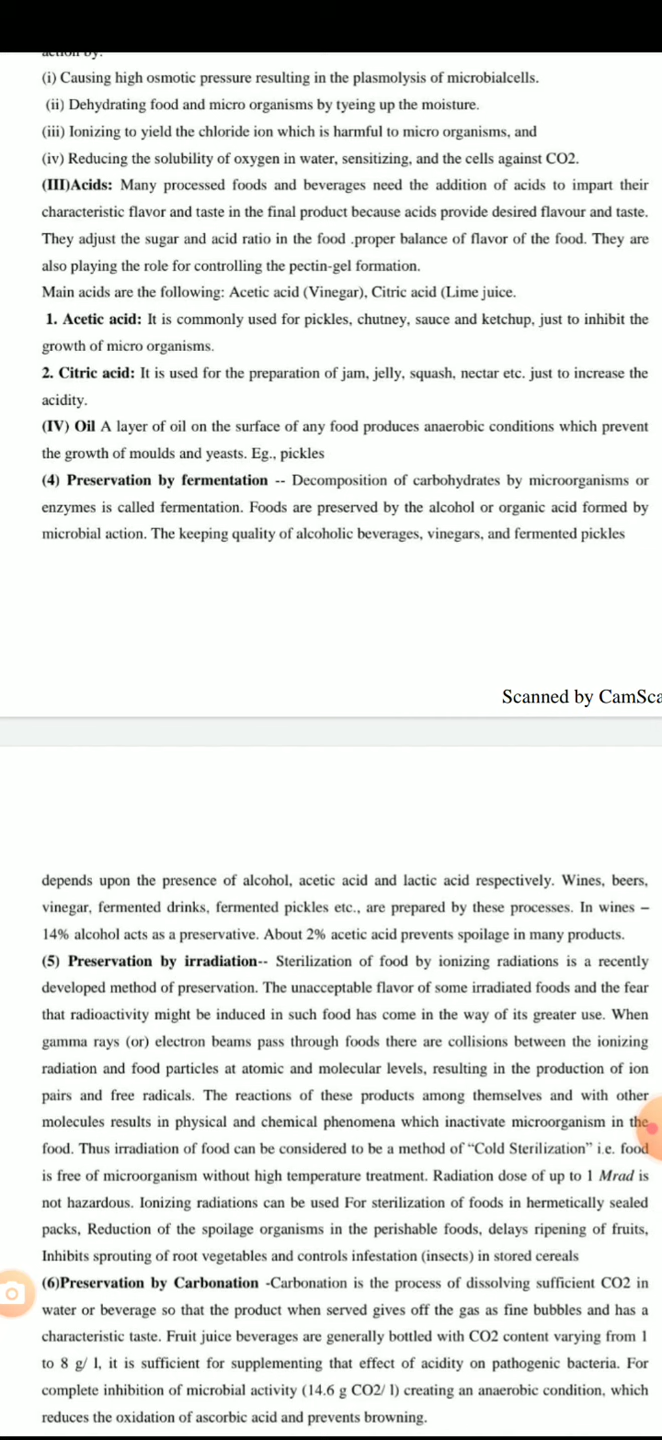 action by:
(i) Causing high osmotic pressure resulting in the plasmolysis of microbialcells.
(ii) Dehydrating food and micro organisms by tyeing up the moisture.
(iii) Ionizing to yield the chloride ion which is harmful to micro organisms, and
(iv) Reducing the solubility of oxygen in water, sensitizing, and the cells against CO2.
(III)Acids: Many processed foods and beverages need the addition of acids to impart their
characteristic flavor and taste in the final product because acids provide desired flavour and taste.
They adjust the sugar and acid ratio in the food .proper balance of flavor of the food. They are
also playing the role for controlling the pectin-gel formation.
Main acids are the following: Acetic acid (Vinegar), Citric acid (Lime juice.
1. Acetic acid: It is commonly used for pickles, chutney, sauce and ketchup, just to inhibit the
growth of micro organisms.
2. Citric acid: It is used for the preparation of jam, jelly, squash, nectar etc. just to increase the
acidity.
(IV) Oil A layer of oil on the surface of any food produces anaerobic conditions which prevent
the growth of moulds and yeasts. Eg., pickles
(4) Preservation by fermentation -- Decomposition of carbohydrates by microorganisms or
enzymes is called fermentation. Foods are preserved by the alcohol or organic acid formed by
microbial action. The keeping quality of alcoholic beverages, vinegars, and fermented pickles
Scanned by CamSca
depends upon the presence of alcohol, acetic acid and lactic acid respectively. Wines, beers,
vinegar, fermented drinks, fermented pickles etc., are prepared by these processes. In wines –
14% alcohol acts as a preservative. About 2% acetic acid prevents spoilage in many products.
(5) Preservation by irradiation-- Sterilization of food by ionizing radiations is a recently
developed method of preservation. The unacceptable flavor of some irradiated foods and the fear
that radioactivity might be induced in such food has come in the way of its greater use. When
gamma rays (or) electron beams pass through foods there are collisions between the ionizing
radiation and food particles at atomic and molecular levels, resulting in the production of ion
pairs and free radicals. The reactions of these products among themselves and with other
molecules results in physical and chemical phenomena which inactivate microorganism in the
food. Thus irradiation of food can be considered to be a method of “Cold Sterilization” i.e. food
is free of microorganism without high temperature treatment. Radiation dose of up to 1 Mrad is
not hazardous. Ionizing radiations can be used For sterilization of foods in hermetically sealed
packs, Reduction of the spoilage organisms in the perishable foods, delays ripening of fruits,
Inhibits sprouting of root vegetables and controls infestation (insects) in stored cereals
(6)Preservation by Carbonation -Carbonation is the process of dissolving sufficient CO2 in
water or beverage so that the product when served gives off the gas as fine bubbles and has a
characteristic taste. Fruit juice beverages are generally bottled with CO2 content varying from 1
to 8 g/ l, it is sufficient for supplementing that effect of acidity on pathogenic bacteria. For
complete inhibition of microbial activity (14.6 g CO2/ l) creating an anaerobic condition, which
reduces the oxidation of ascorbic acid and prevents browning.